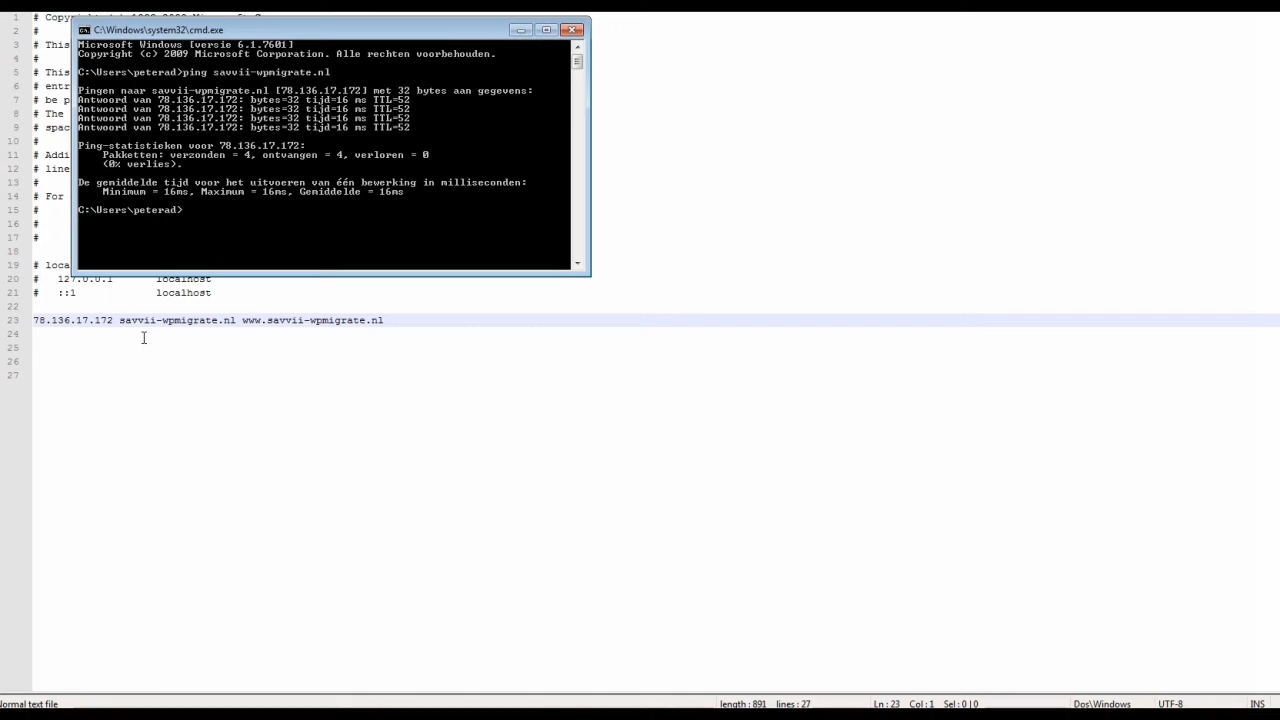 C:\Windows\system32\cmd.exe
Microsoft Windows [versie 6.1.7601]
Copyright (c) 2009 Microsoft Corporation. Alle rechten voorbehouden.
C:\Users\peterad>ping savvii-wpmigrate.nl
Pingen naar savvii-wpmigrate.nl [78.136.17.172] met 32 bytes aan gegevens:
Antwoord van 78.136.17.172: bytes=32 tijd=16 ms TTL=52
Antwoord van 78.136.17.172: bytes=32 tijd=16 ms TTL=52
Antwoord van 78.136.17.172: bytes=32 tijd=16 ms TTL=52
Antwoord van 78.136.17.172: bytes=32 tijd=16 ms TTL=52
Ping-statistieken voor 78.136.17.172:
Pakketten: verzonden = 4, ontvangen = 4, verloren = 0
(0% verlies).
De gemiddelde tijd voor het uitvoeren van één bewerking in milliseconden:
Minimum = 16ms, Maximum = 16ms, Gemiddelde = 16ms
C:\Users\peterad>
1
2 #
3 # This
4 #
5 # This
6 # entr
7 # be p
8 # The
9 # spac
10 #
11 # Addi
12 # line
13 #
14 # For
15 #
16 #
17 #
18
19 # loca
20 # 127.0.0.1 localhost
21 # ::1 localhost
22
23 78.136.17.172 savvii-wpmigrate.nl www.savvii-wpmigrate.nl
24
25
26
27
Normal text file length : 891 lines : 27 Ln : 23 Col : 1 Sel : 0 | 0 Dos\Windows UTF-8 INS